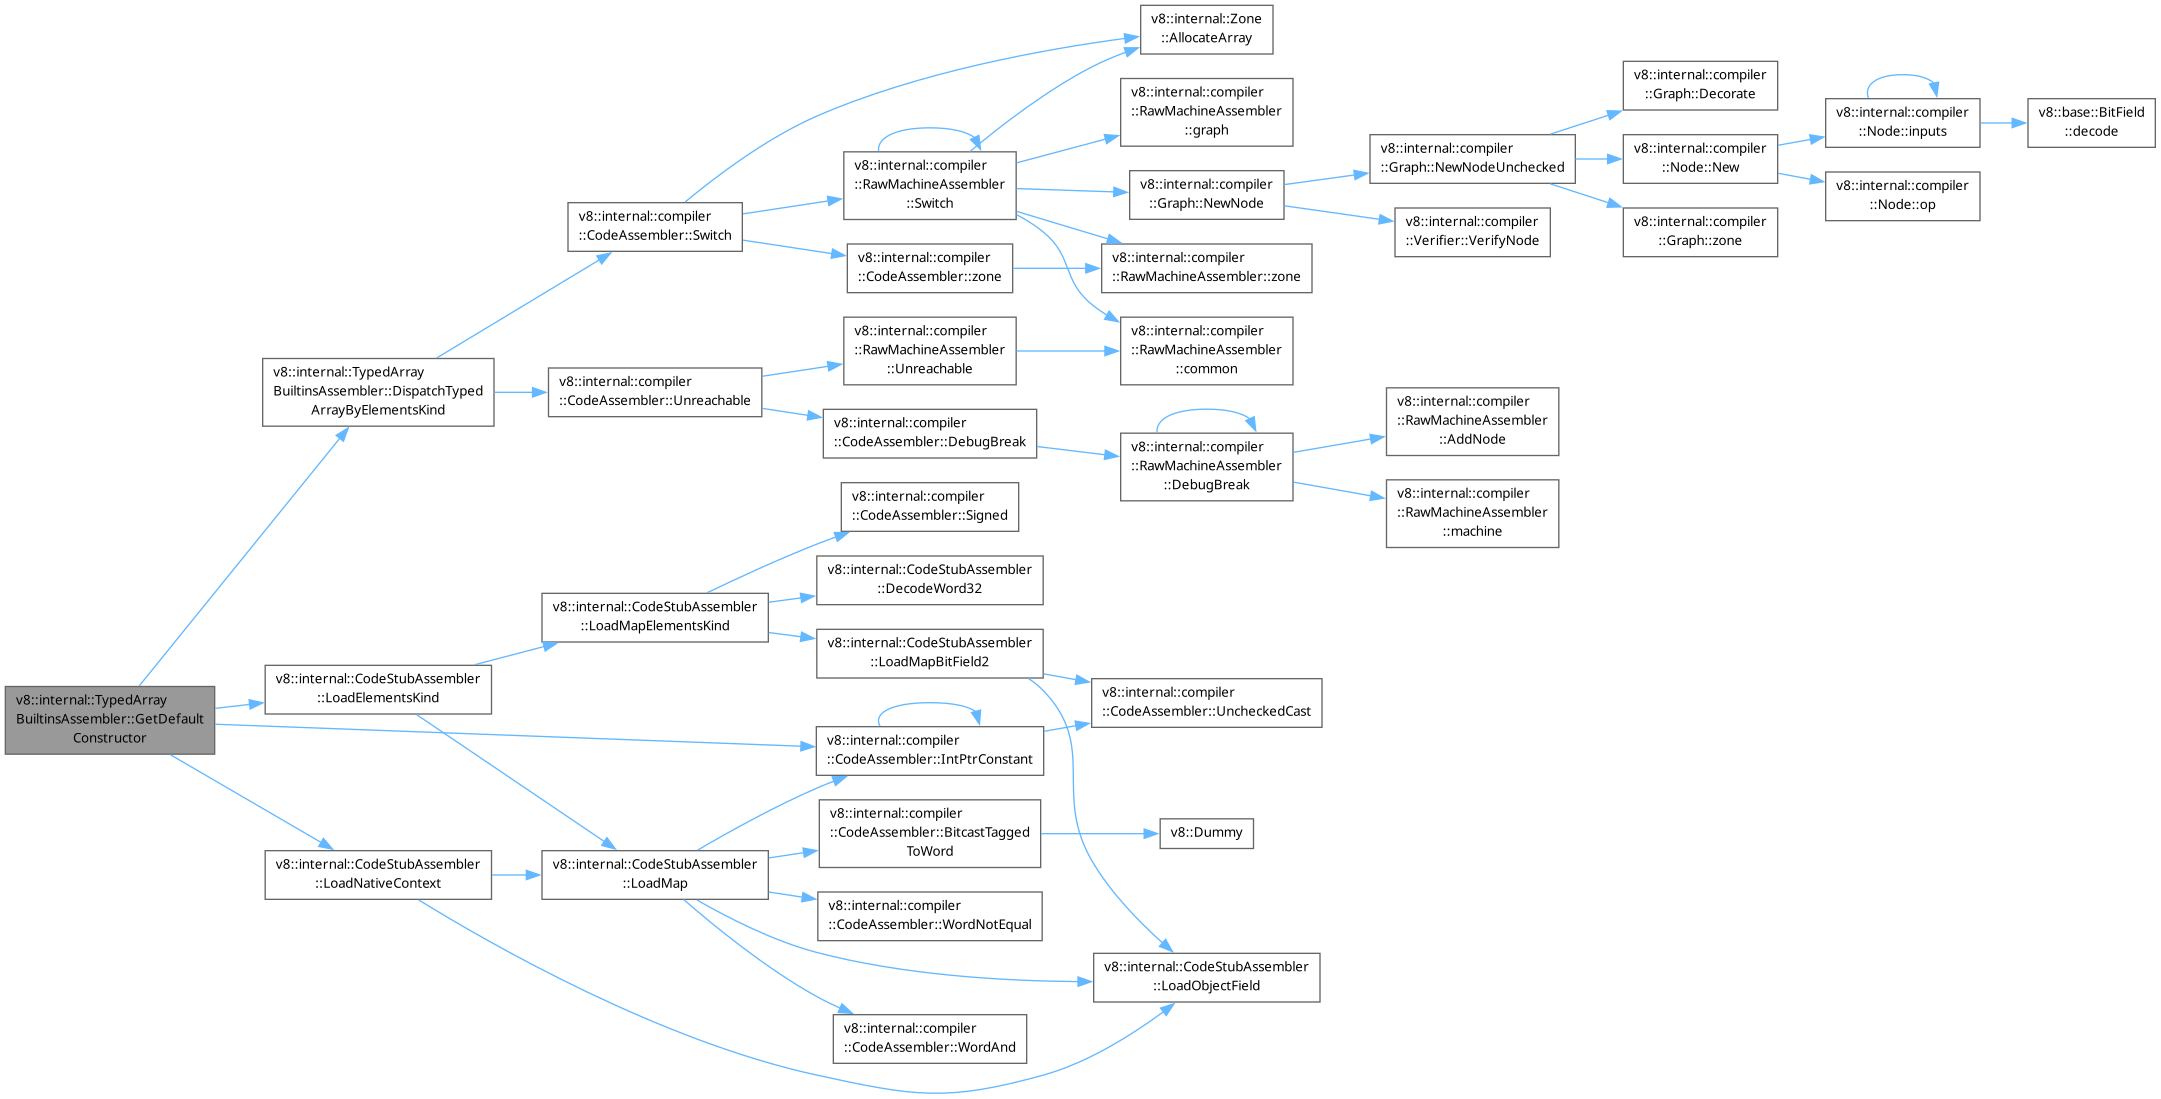 v8::internal::TypedArray
BuiltinsAssembler::GetDefault
Constructor
v8::internal::TypedArray
BuiltinsAssembler::DispatchTyped
ArrayByElementsKind
v8::internal::compiler
::CodeAssembler::Switch
v8::internal::Zone
::AllocateArray
v8::internal::compiler
::RawMachineAssembler
::Switch
v8::internal::compiler
::RawMachineAssembler
::graph
v8::internal::compiler
::Graph::NewNode
v8::internal::compiler
::Graph::NewNodeUnchecked
v8::internal::compiler
::Graph::Decorate
v8::internal::compiler
::Node::New
v8::internal::compiler
::Node::inputs
v8::base::BitField
::decode
v8::internal::compiler
::Node::op
v8::internal::compiler
::Graph::zone
v8::internal::compiler
::Verifier::VerifyNode
v8::internal::compiler
::RawMachineAssembler::zone
v8::internal::compiler
::RawMachineAssembler
::common
v8::internal::compiler
::CodeAssembler::zone
v8::internal::compiler
::CodeAssembler::Unreachable
v8::internal::compiler
::RawMachineAssembler
::Unreachable
v8::internal::compiler
::CodeAssembler::DebugBreak
v8::internal::compiler
::RawMachineAssembler
::DebugBreak
v8::internal::compiler
::RawMachineAssembler
::AddNode
v8::internal::compiler
::RawMachineAssembler
::machine
v8::internal::CodeStubAssembler
::LoadElementsKind
v8::internal::CodeStubAssembler
::LoadMapElementsKind
v8::internal::compiler
::CodeAssembler::Signed
v8::internal::CodeStubAssembler
::DecodeWord32
v8::internal::CodeStubAssembler
::LoadMapBitField2
v8::internal::compiler
::CodeAssembler::UncheckedCast
v8::internal::compiler
::CodeAssembler::IntPtrConstant
v8::internal::CodeStubAssembler
::LoadNativeContext
v8::internal::CodeStubAssembler
::LoadMap
v8::internal::compiler
::CodeAssembler::BitcastTagged
ToWord
v8::Dummy
v8::internal::compiler
::CodeAssembler::WordNotEqual
v8::internal::CodeStubAssembler
::LoadObjectField
v8::internal::compiler
::CodeAssembler::WordAnd